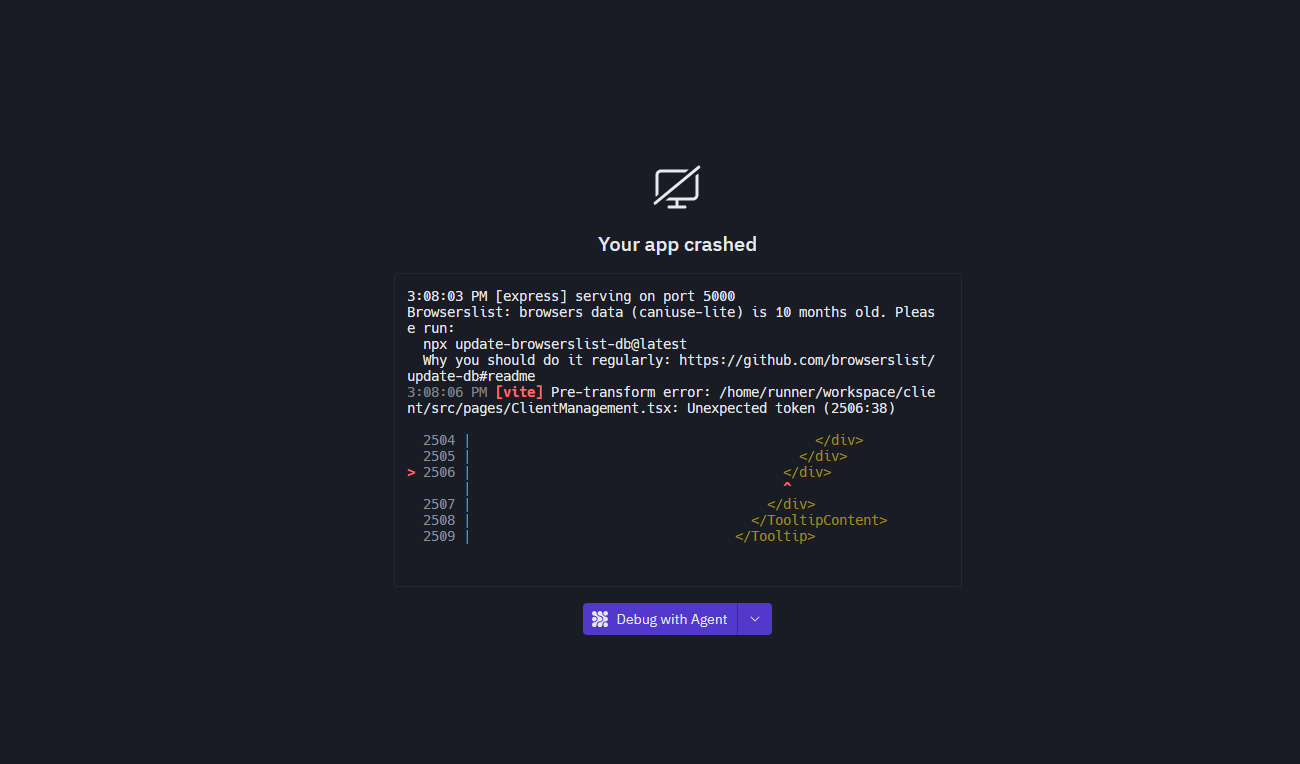 Your app crashed
3:08:03 PM [express] serving on port 5000
Browserslist: browsers data (caniuse-lite) is 10 months old. Pleas
e run:
  npx update-browserslist-db@latest
  Why you should do it regularly: https://github.com/browserslist/
update-db#readme
3:08:06 PM [vite] Pre-transform error: /home/runner/workspace/clie
nt/src/pages/ClientManagement.tsx: Unexpected token (2506:38)
  2504 |                                           </div>
  2505 |                                         </div>
> 2506 |                                       </div>
       |                                       ^
  2507 |                                     </div>
  2508 |                                   </TooltipContent>
  2509 |                                 </Tooltip>
Debug with Agent